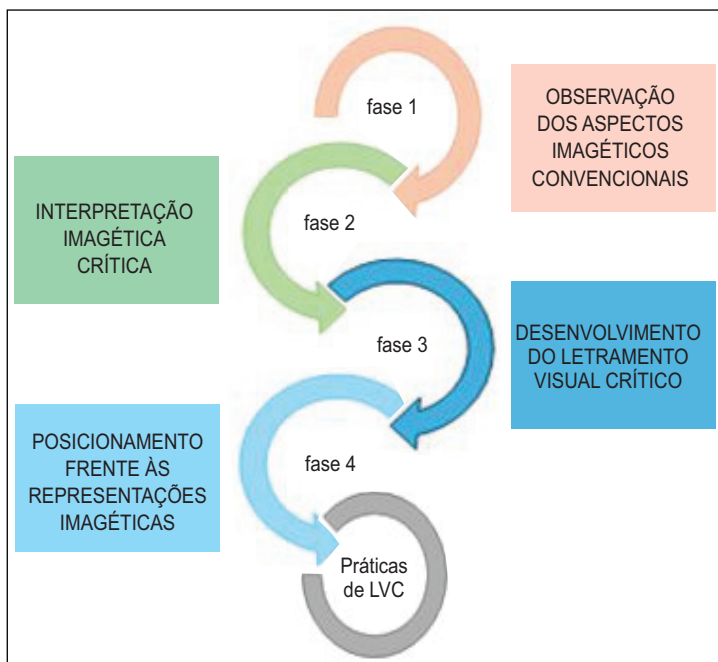 fase 1
OBSERVAÇÃO
DOS ASPECTOS
IMAGÉTICOS
CONVENCIONAIS
INTERPRETAÇÃO
IMAGÉTICA
CRÍTICA
fase 2
fase 3
DESENVOLVIMENTO
DO LETRAMENTO
VISUAL CRÍTICO
POSICIONAMENTO
FRENTE ÀS
REPRESENTAÇÕES
IMAGÉTICAS
fase 4
Práticas
de LVC